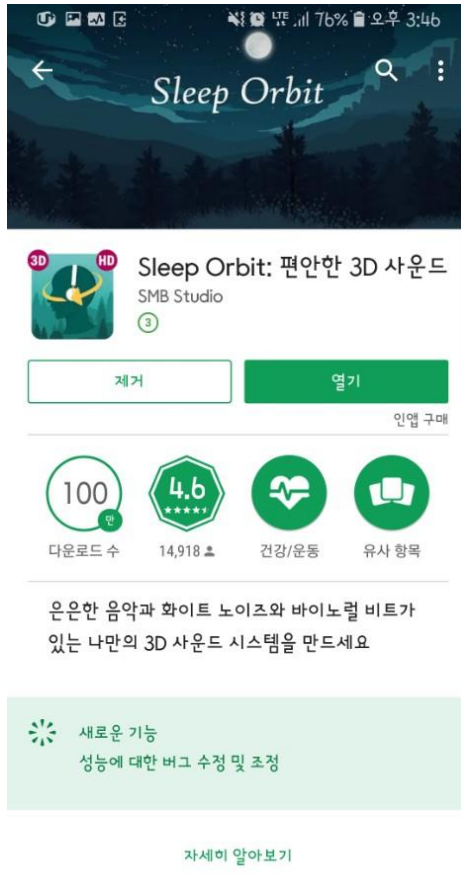 LTE 76% 오후 3:46
Sleep Orbit
3D HD
Sleep Orbit: 편안한 3D 사운드
SMB Studio
3
제거 열기
인앱 구매
100 만 4.6
다운로드 수 14,918 건강/운동 유사 항목
은은한 음악과 화이트 노이즈와 바이노럴 비트가
있는 나만의 3D 사운드 시스템을 만드세요
새로운 기능
성능에 대한 버그 수정 및 조정
자세히 알아보기